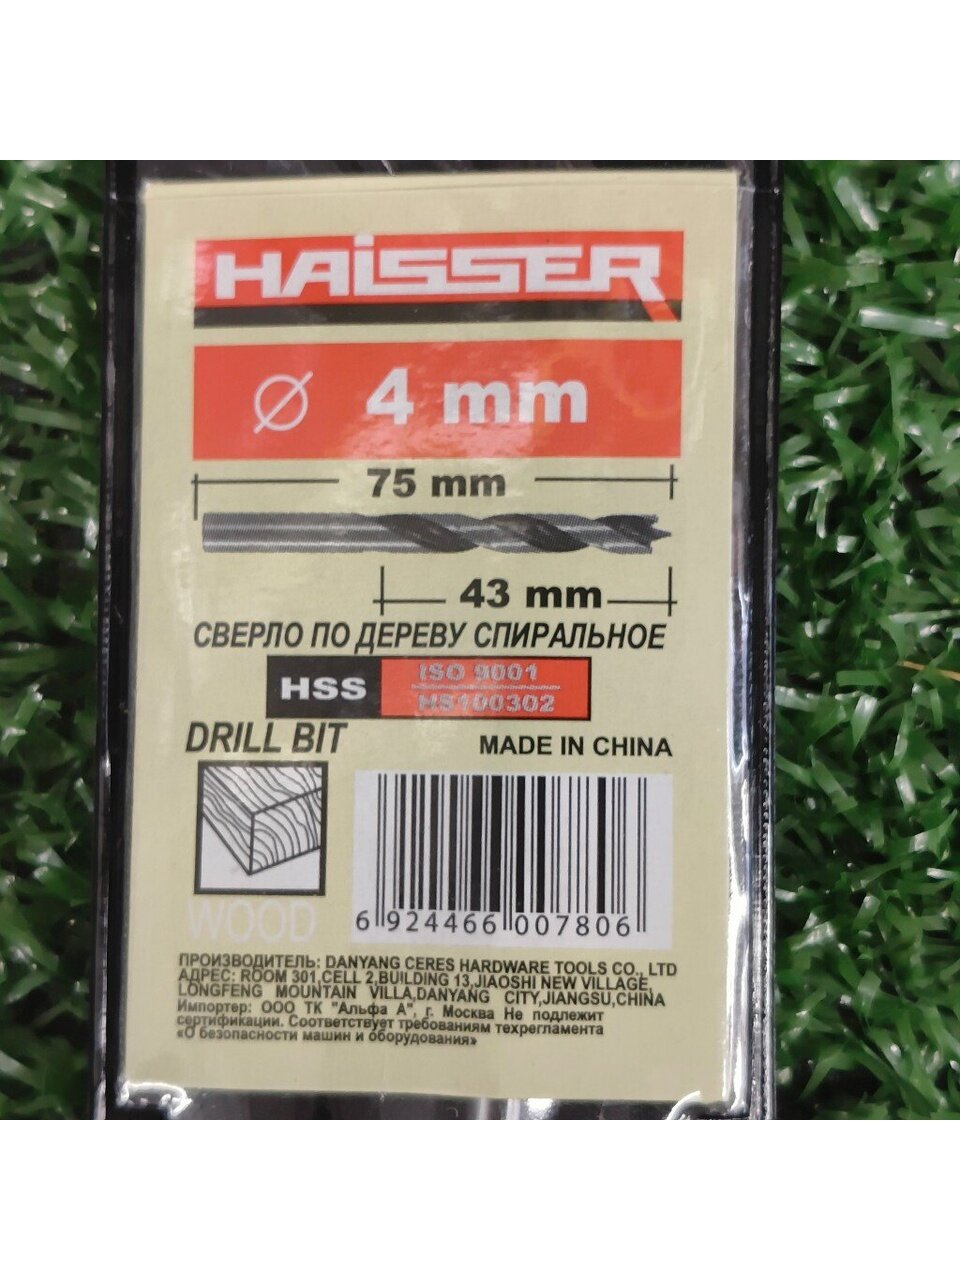 HAISSER
Ø 4 mm
75 mm
43 mm
СВЕРЛО ПО ДЕРЕВУ СПИРАЛЬНОЕ
HSS
ISO 9001
HS100302
DRILL BIT
MADE IN CHINA
WOOD
6 924466 007806
ПРОИЗВОДИТЕЛЬ: DANYANG CERES HARDWARE TOOLS CO., LTD
АДРЕС: ROOM 301,CELL 2,BUILDING 13,JIAOSHI NEW VILLAGE,
LONGFENG MOUNTAIN VILLA,DANYANG CITY,JIANGSU,CHINA
Импортер: ООО ТК "Альфа А", г. Москва Не подлежит
сертификации. Соответствует требованиям техрегламента
«О безопасности машин и оборудования»